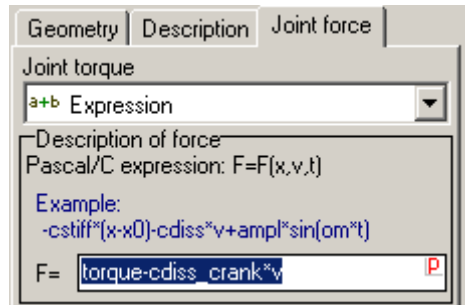 Geometry Description Joint force
Joint torque
a+b Expression
Description of force
Pascal/C expression: F=F(x,v,t)
Example:
-cstiff*(x-x0)-cdiss*v+ampl*sin(om*t)
F= torque-cdiss_crank*v P